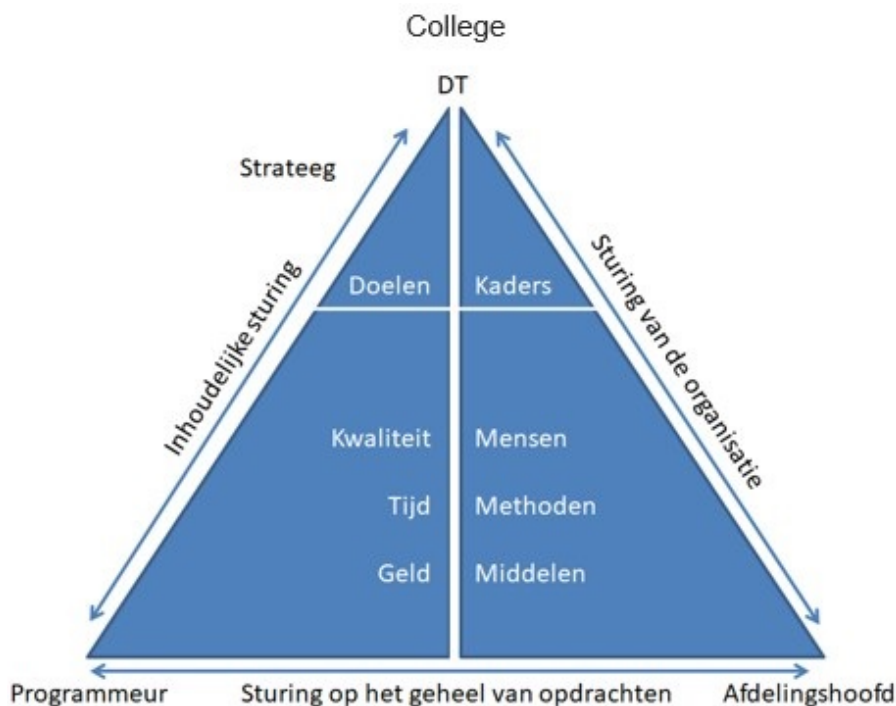 College
DT
Strateeg
Inhoudelijke sturing
Sturing van de organisatie
Doelen
Kaders
Kwaliteit
Mensen
Tijd
Methoden
Geld
Middelen
Programmeur
Sturing op het geheel van opdrachten
Afdelingshoofd